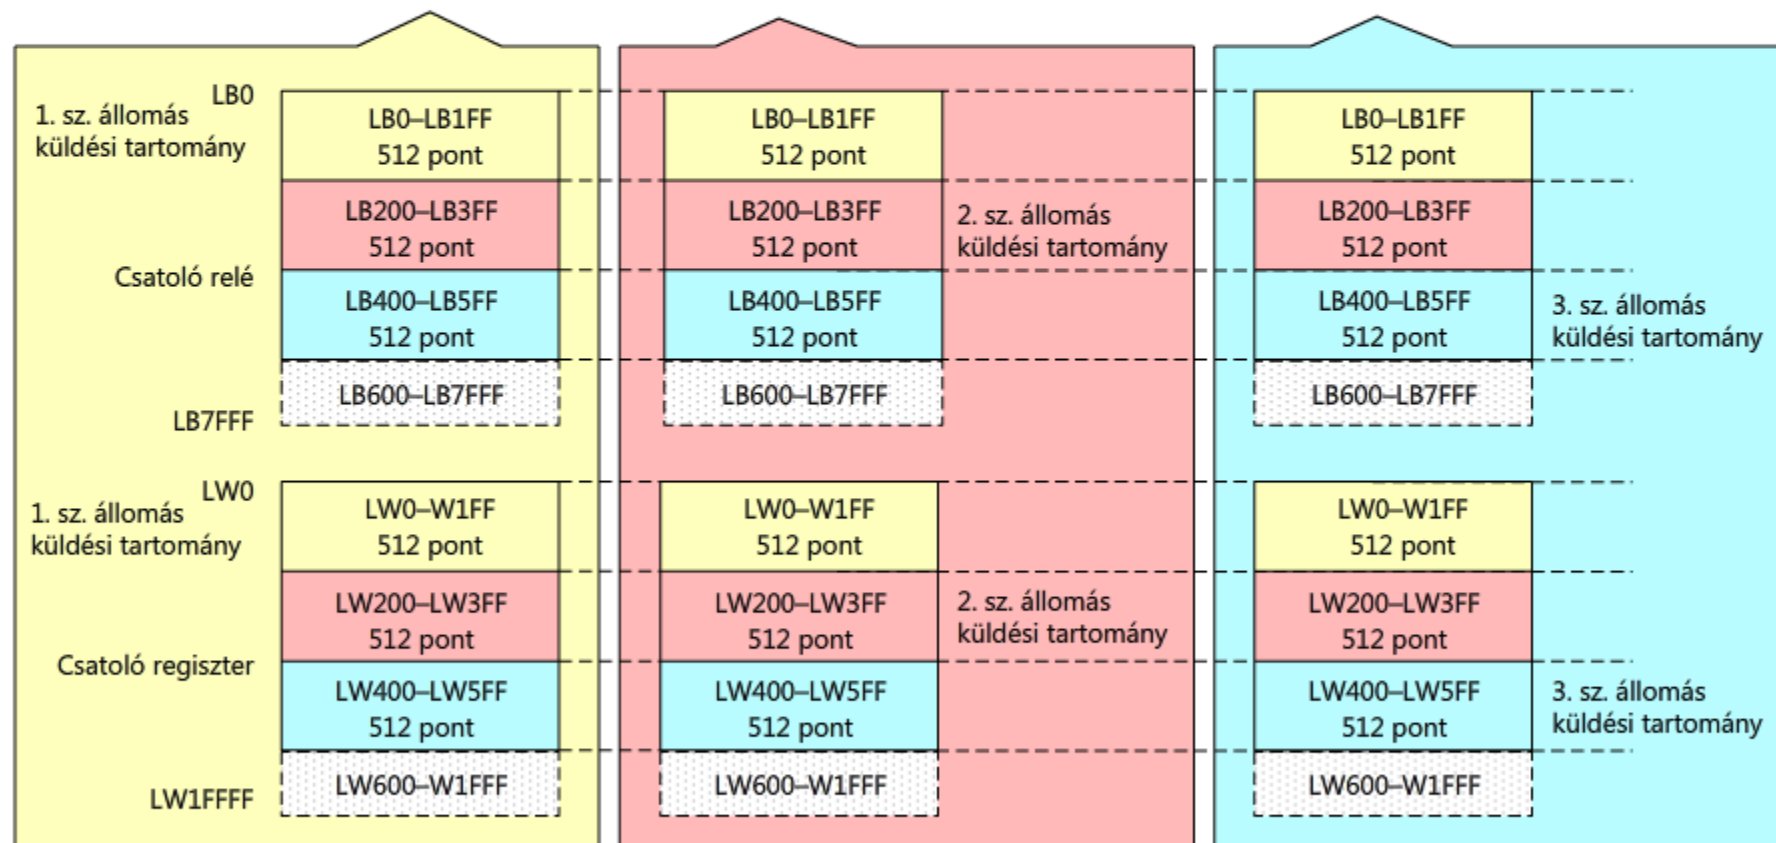 LB0
1. sz. állomás
küldési tartomány
LB0–LB1FF
512 pont
LB200–LB3FF
512 pont
Csatoló relé
LB400–LB5FF
512 pont
LB600–LB7FFF
LB7FFF
LW0
1. sz. állomás
küldési tartomány
LW0–W1FF
512 pont
LW200–LW3FF
512 pont
Csatoló regiszter
LW400–LW5FF
512 pont
LW600–W1FFF
LW1FFFF
LB0–LB1FF
512 pont
LB200–LB3FF
512 pont
2. sz. állomás
küldési tartomány
LB400–LB5FF
512 pont
LB600–LB7FFF
LW0–W1FF
512 pont
LW200–LW3FF
512 pont
2. sz. állomás
küldési tartomány
LW400–LW5FF
512 pont
LW600–W1FFF
LB0–LB1FF
512 pont
LB200–LB3FF
512 pont
LB400–LB5FF
512 pont
3. sz. állomás
küldési tartomány
LB600–LB7FFF
LW0–W1FF
512 pont
LW200–LW3FF
512 pont
LW400–LW5FF
512 pont
3. sz. állomás
küldési tartomány
LW600–W1FFF